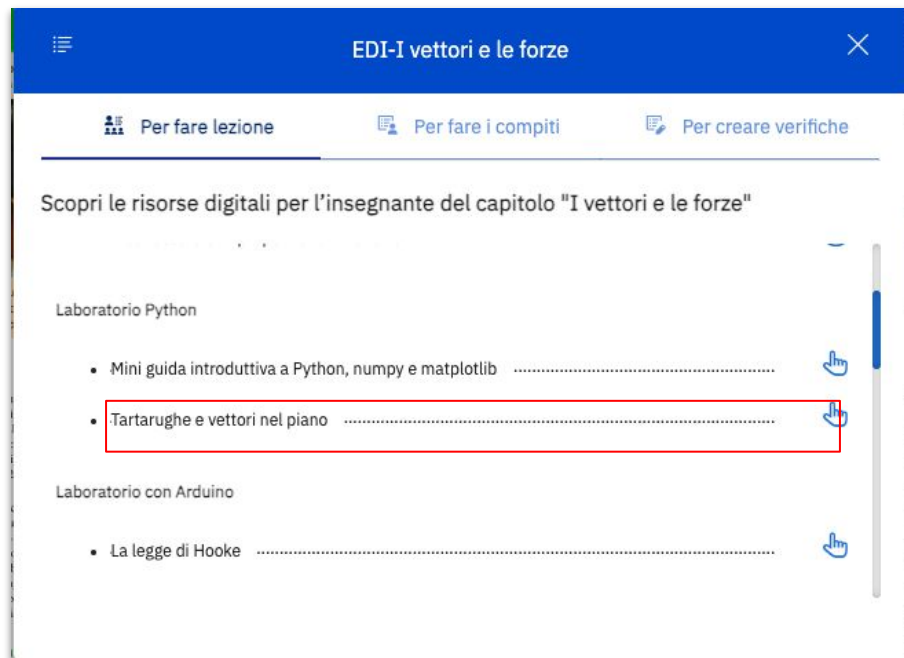 EDI-I vettori e le forze
Per fare lezione
Per fare i compiti
Per creare verifiche
Scopri le risorse digitali per l’insegnante del capitolo "I vettori e le forze"
Laboratorio Python
Mini guida introduttiva a Python, numpy e matplotlib
Tartarughe e vettori nel piano
Laboratorio con Arduino
La legge di Hooke